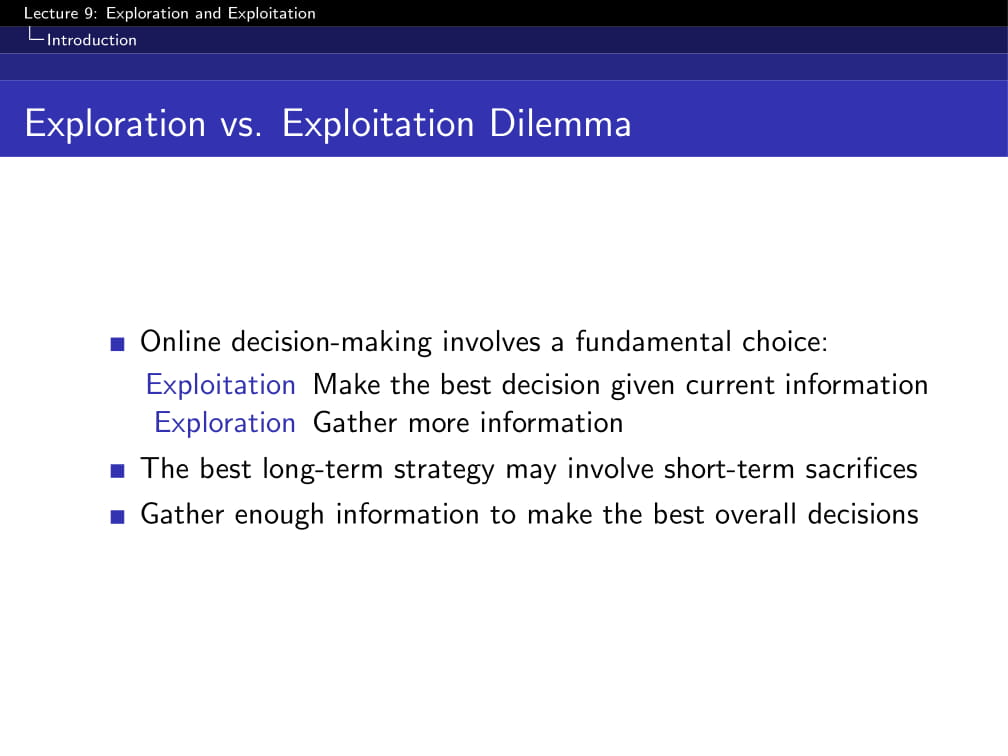 Lecture 9: Exploration and Exploitation
Introduction
Exploration vs. Exploitation Dilemma
Online decision-making involves a fundamental choice:
Exploitation Make the best decision given current information
Exploration Gather more information
The best long-term strategy may involve short-term sacrifices
Gather enough information to make the best overall decisions